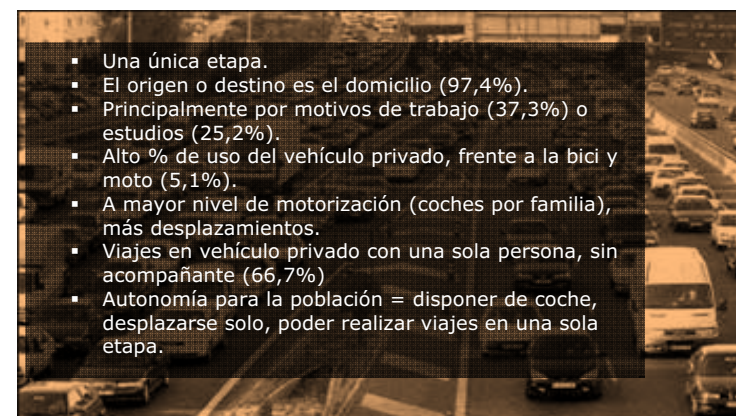 ▪ Una única etapa.
▪ El origen o destino es el domicilio (97,4%).
▪ Principalmente por motivos de trabajo (37,3%) o
estudios (25,2%).
▪ Alto % de uso del vehículo privado, frente a la bici y
moto (5,1%).
▪ A mayor nivel de motorización (coches por familia),
más desplazamientos.
▪ Viajes en vehículo privado con una sola persona, sin
acompañante (66,7%)
▪ Autonomía para la población = disponer de coche,
desplazarse solo, poder realizar viajes en una sola
etapa.